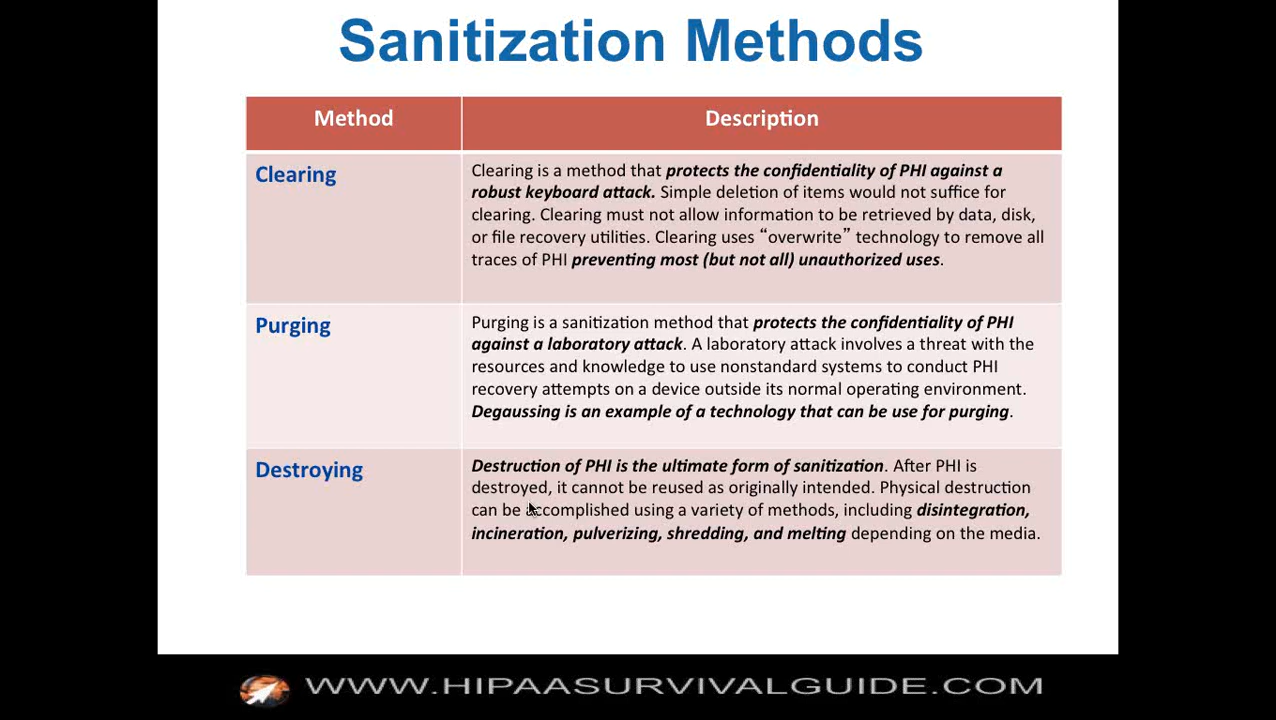 Sanitization Methods
Method
Description
Clearing
Clearing is a method that protects the confidentiality of PHI against a
robust keyboard attack. Simple deletion of items would not suffice for
clearing. Clearing must not allow information to be retrieved by data, disk,
or file recovery utilities. Clearing uses “overwrite” technology to remove all
traces of PHI preventing most (but not all) unauthorized uses.
Purging
Purging is a sanitization method that protects the confidentiality of PHI
against a laboratory attack. A laboratory attack involves a threat with the
resources and knowledge to use nonstandard systems to conduct PHI
recovery attempts on a device outside its normal operating environment.
Degaussing is an example of a technology that can be use for purging.
Destroying
Destruction of PHI is the ultimate form of sanitization. After PHI is
destroyed, it cannot be reused as originally intended. Physical destruction
can be accomplished using a variety of methods, including disintegration,
incineration, pulverizing, shredding, and melting depending on the media.
WWW.HIPAASURVIVALGUIDE.COM